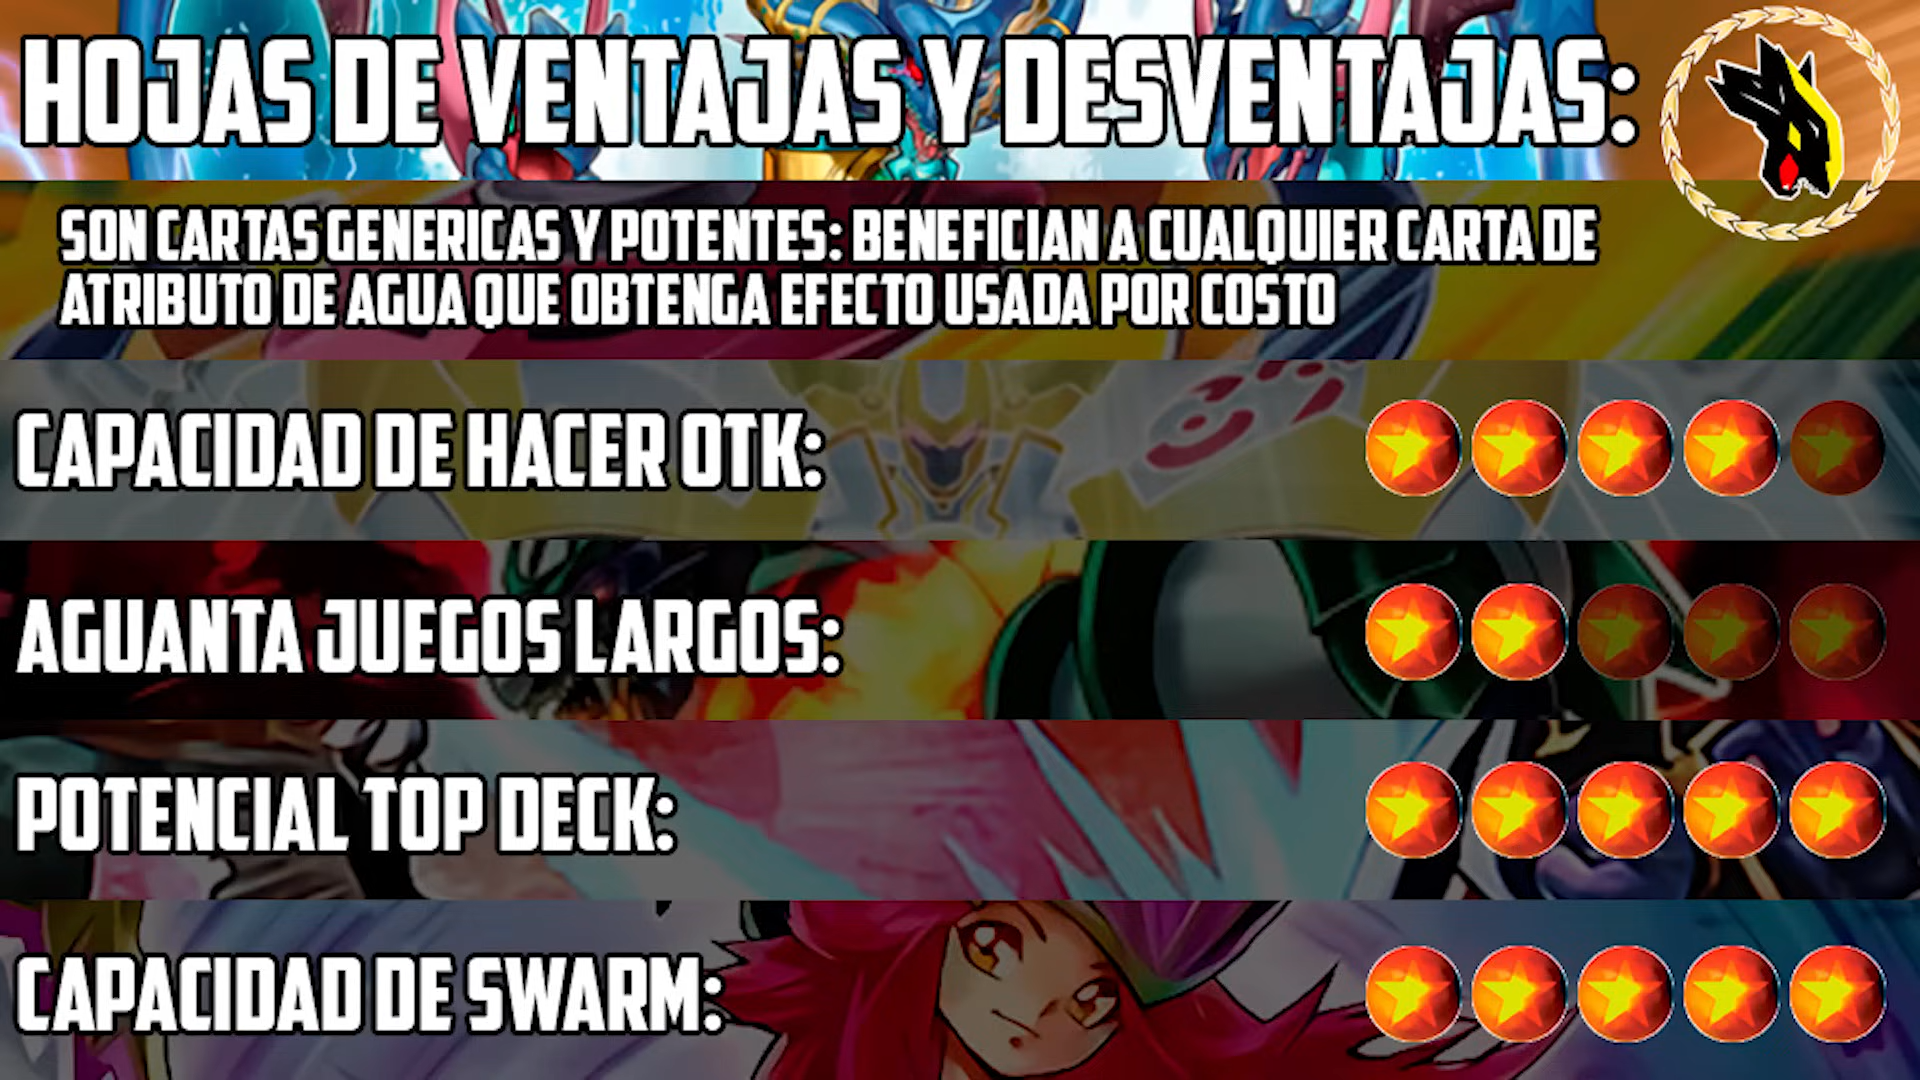 HOJAS DE VENTAJAS Y DESVENTAJAS:
SON CARTAS GENERICAS Y POTENTES: BENEFICIAN A CUALQUIER CARTA DE
ATRIBUTO DE AGUA QUE OBTENGA EFECTO USADA POR COSTO
CAPACIDAD DE HACER OTK:
AGUANTA JUEGOS LARGOS:
POTENCIAL TOP DECK:
CAPACIDAD DE SWARM: